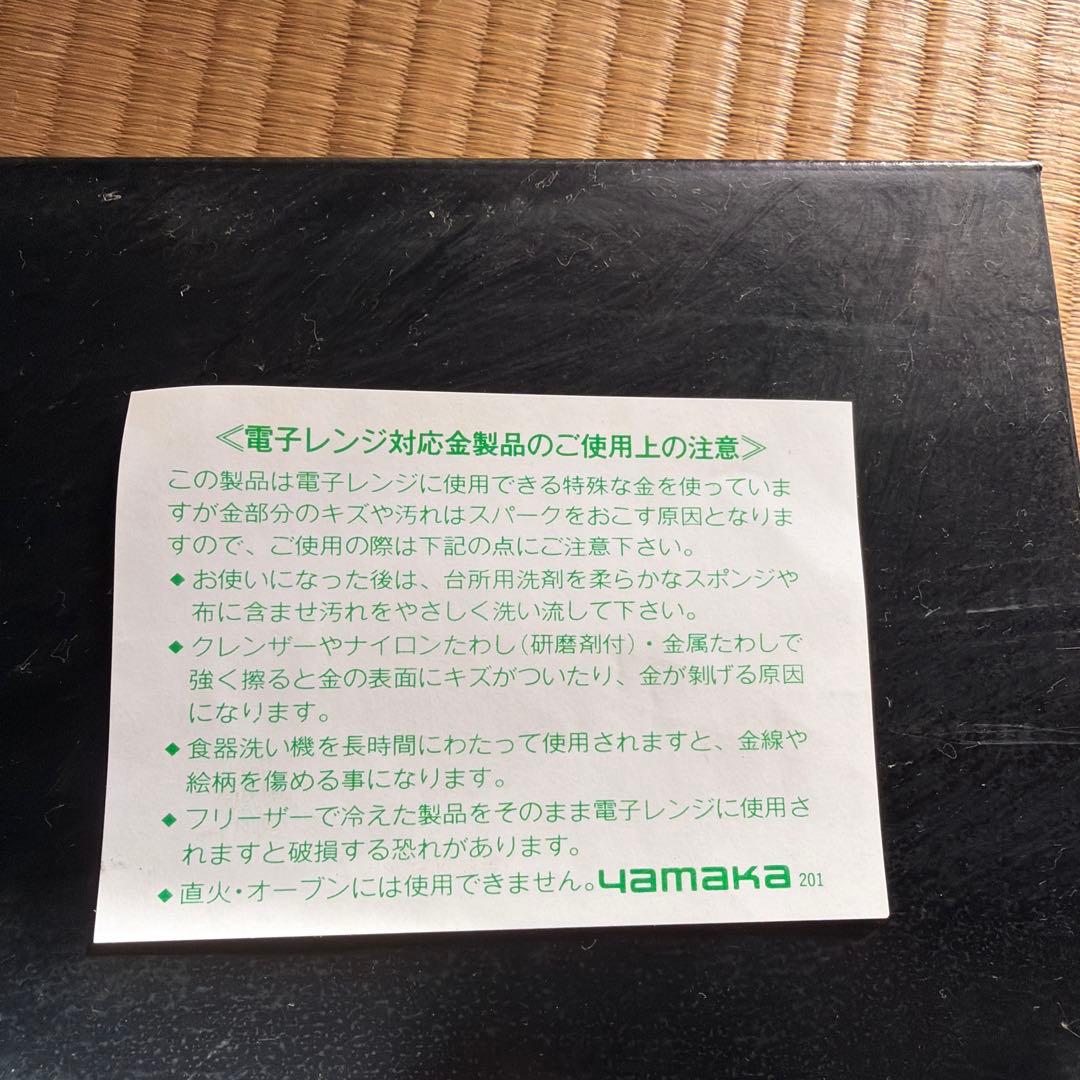 ≪電子レンジ対応金製品のご使用上の注意≫
この製品は電子レンジに使用できる特殊な金を使っていま
すが金部分のキズや汚れはスパークをおこす原因となりま
すので、ご使用の際は下記の点にご注意下さい。
◆お使いになった後は、台所用洗剤を柔らかなスポンジや
布に含ませ汚れをやさしく洗い流して下さい。
◆クレンザーやナイロンたわし(研磨剤付)・金属たわしで
強く擦ると金の表面にキズがついたり、金が剝げる原因
になります。
◆食器洗い機を長時間にわたって使用されますと、金線や
絵柄を傷める事になります。
◆フリーザーで冷えた製品をそのまま電子レンジに使用さ
れますと破損する恐れがあります。
◆直火・オーブンには使用できません。yamaka 201